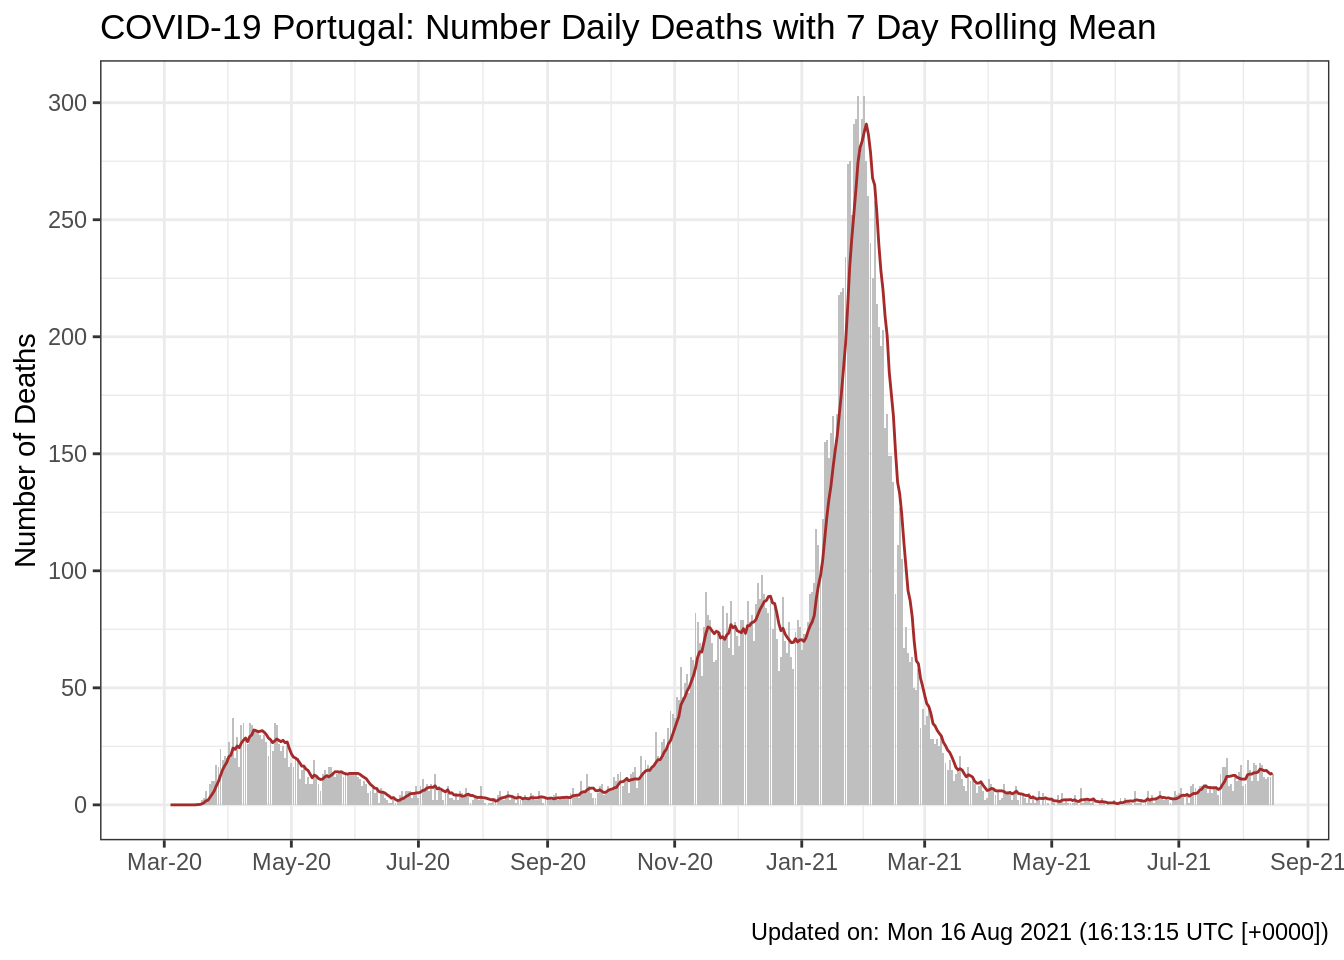 COVID-19 Portugal: Number Daily Deaths with 7 Day Rolling Mean
Number of Deaths
300
250
200
150
100
50
0
Mar-20 May-20 Jul-20 Sep-20 Nov-20 Jan-21 Mar-21 May-21 Jul-21 Sep-21
Updated on: Mon 16 Aug 2021 (16:13:15 UTC [+0000])